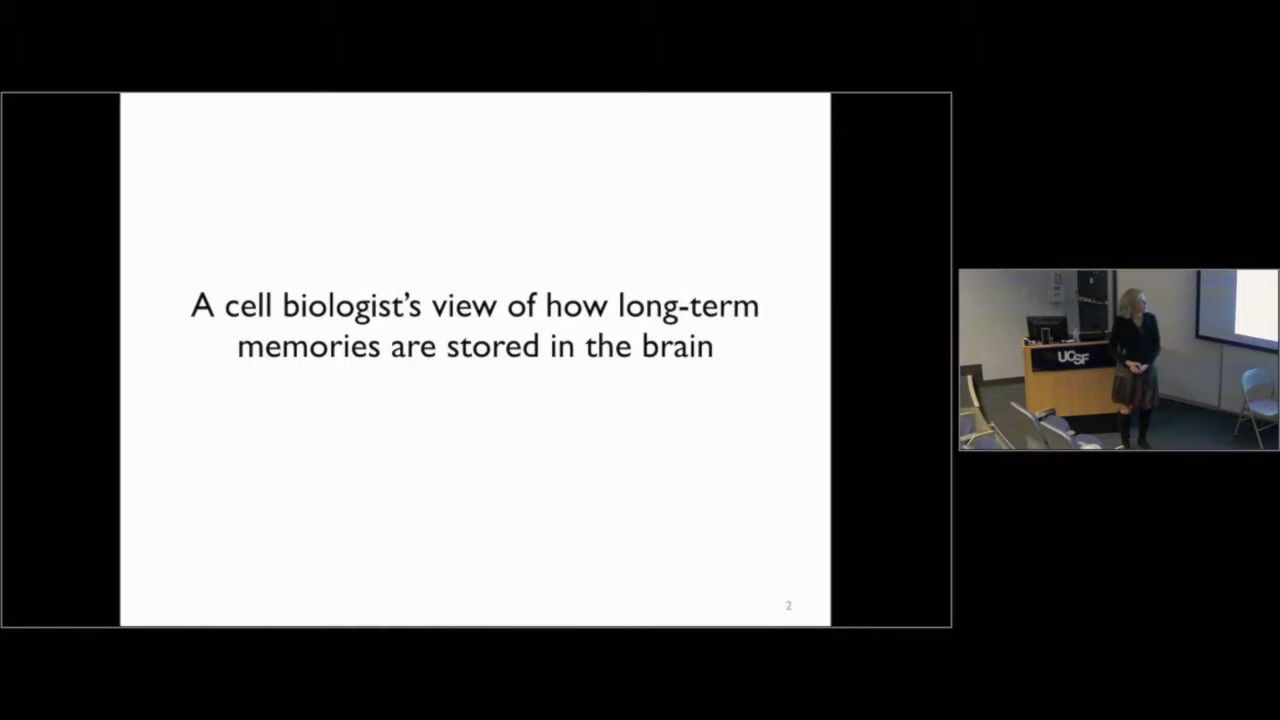 A cell biologist’s view of how long-term
memories are stored in the brain
2
UCSF